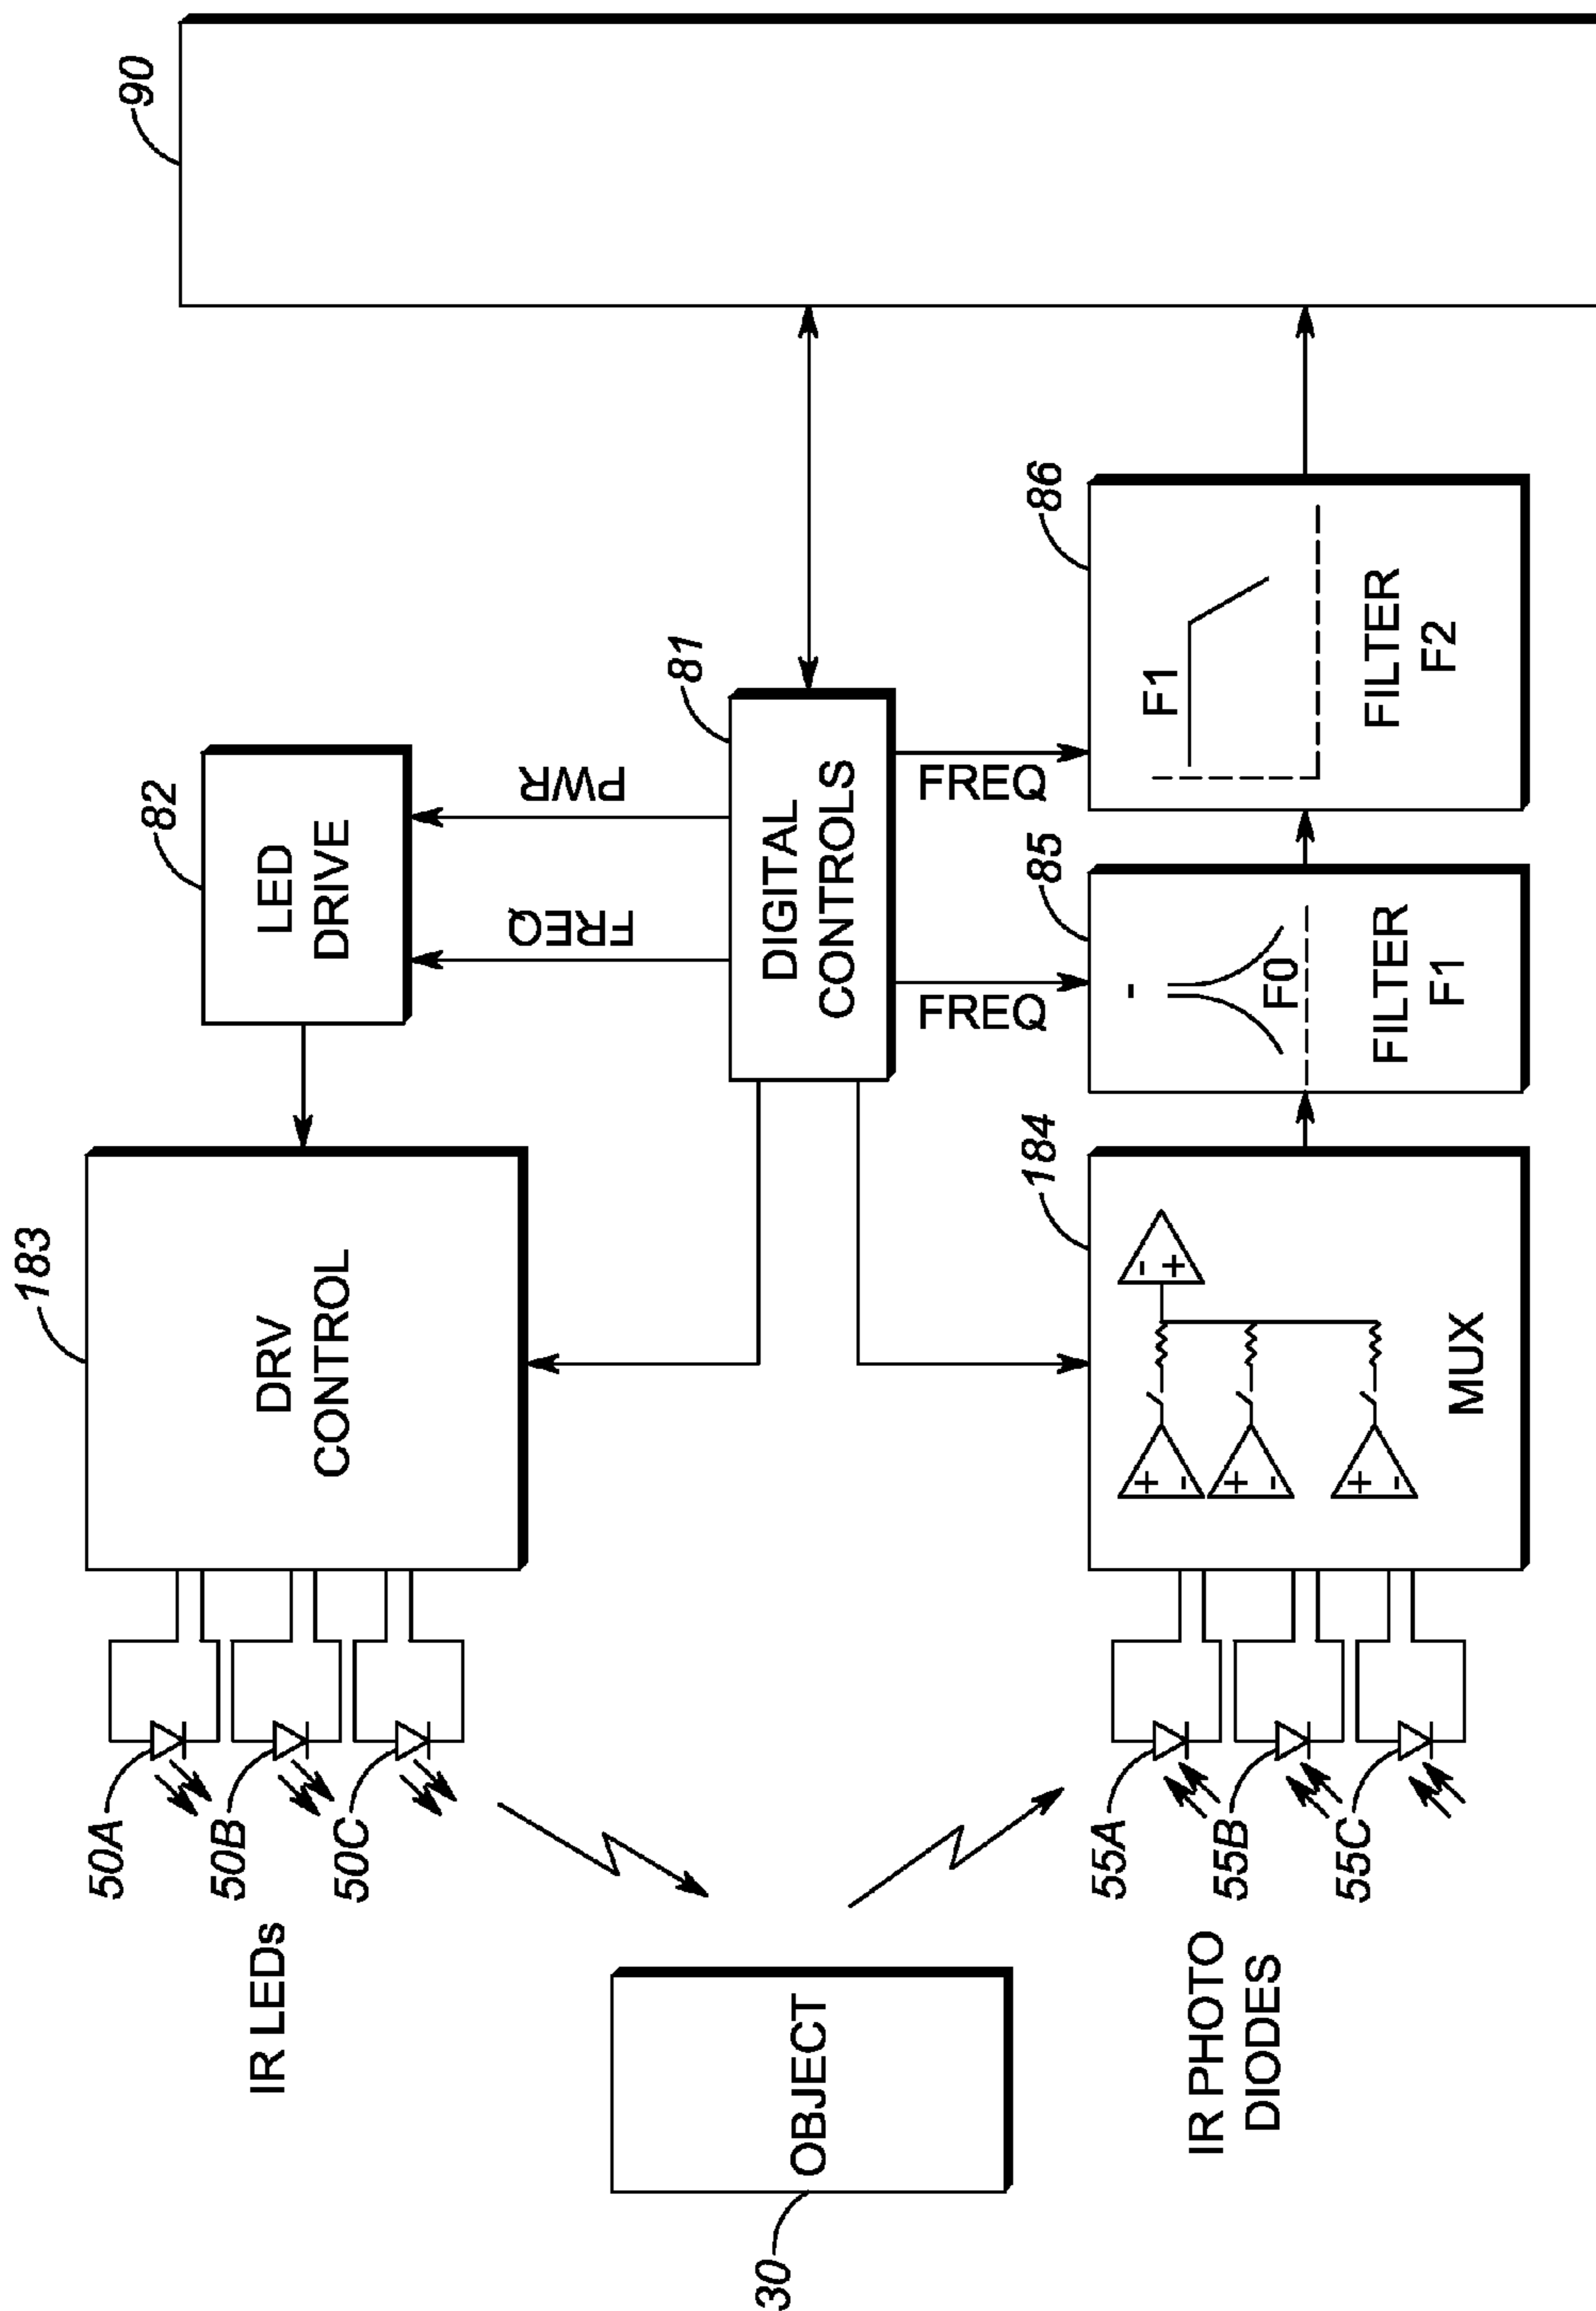 183
DRV
CONTROL
82
LED
DRIVE
90
50A
50B
50C
IR LEDs
FREQ
PWR
81
DIGITAL
CONTROLS
OBJECT
30
FREQ
FREQ
184
85
86
55A
55B
55C
IR PHOTO
DIODES
- +
+ -
+ -
+ -
MUX
-
F0
FILTER
F1
F1
FILTER
F2